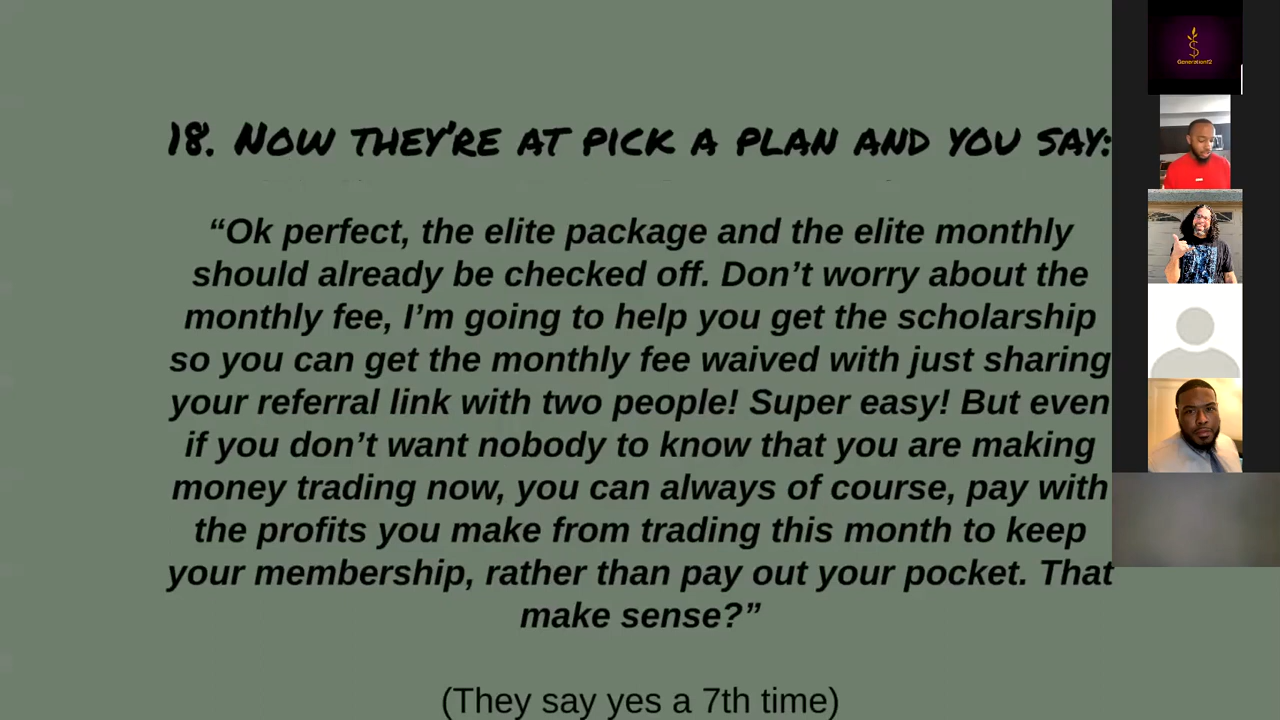 18. Now they're at pick a plan and you say:
“Ok perfect, the elite package and the elite monthly
should already be checked off. Don’t worry about the
monthly fee, I’m going to help you get the scholarship
so you can get the monthly fee waived with just sharing
your referral link with two people! Super easy! But even
if you don’t want nobody to know that you are making
money trading now, you can always of course, pay with
the profits you make from trading this month to keep
your membership, rather than pay out your pocket. That
make sense?”
(They say yes a 7th time)